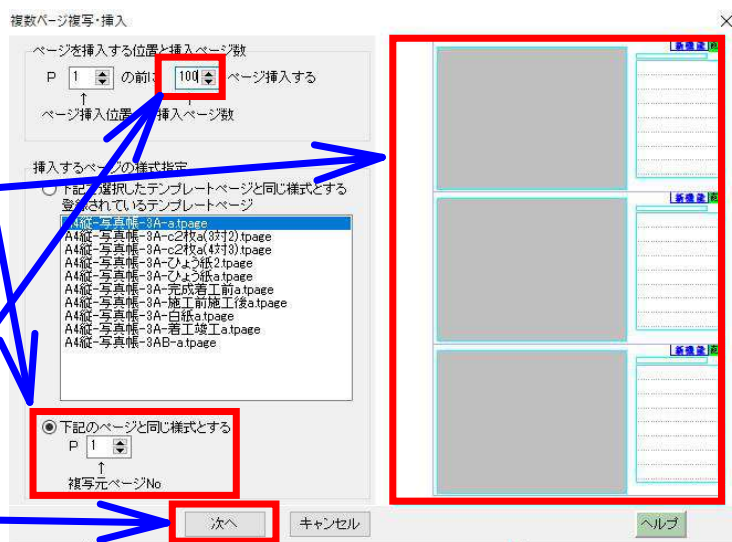 複数ページ複写・挿入
ページを挿入する位置と挿入ページ数
P 1 の前に 100 ページ挿入する
↑ ↑
ページ挿入位置 挿入ページ数
挿入するページの様式指定
下記で選択したテンプレートページと同じ様式とする
登録されているテンプレートページ
A4縦-写真帳-3A-a.tpage
A4縦-写真帳-3A-c2枚a(3対2).tpage
A4縦-写真帳-3A-c2枚a(4対3).tpage
A4縦-写真帳-3A-ひょう紙2.tpage
A4縦-写真帳-3A-ひょう紙a.tpage
A4縦-写真帳-3A-完成着工前a.tpage
A4縦-写真帳-3A-施工前施工後a.tpage
A4縦-写真帳-3A-白紙a.tpage
A4縦-写真帳-3A-着工竣工a.tpage
A4縦-写真帳-3AB-a.tpage
下記のページと同じ様式とする
P 1
↑
複写元ページNo
次へ キャンセル ヘルプ
新機能
新機能
新機能